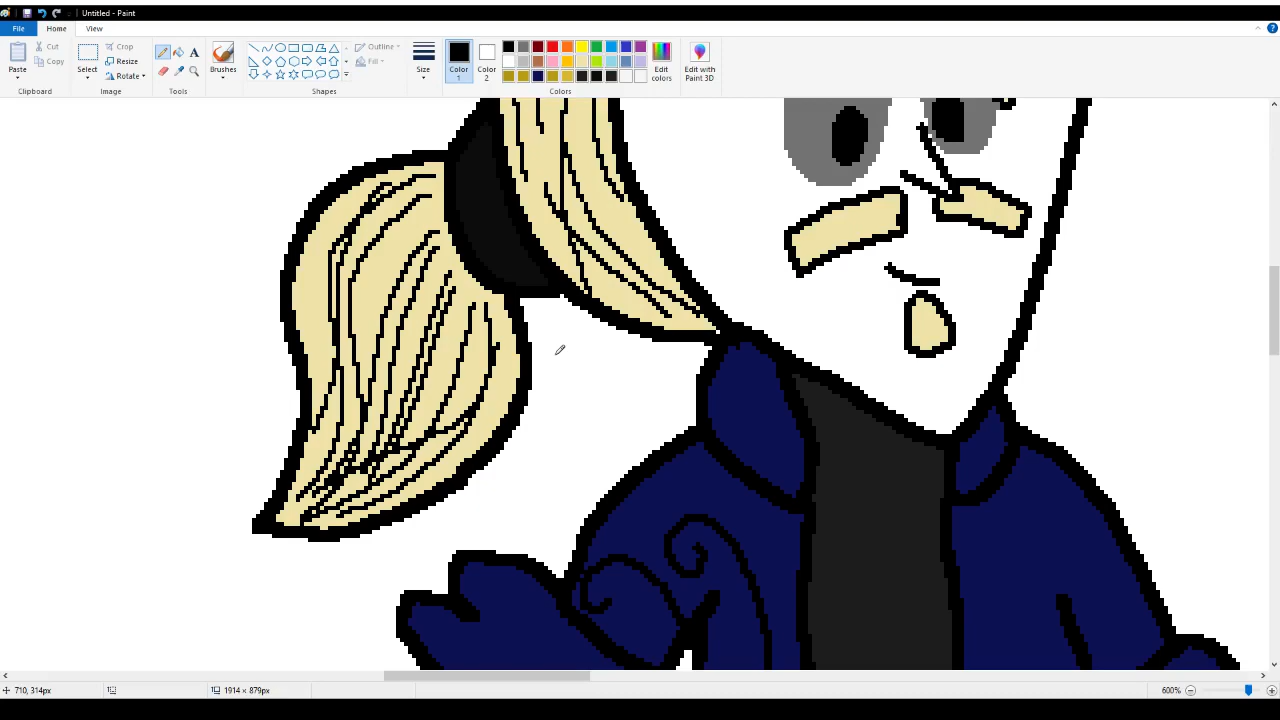 Untitled - Paint
File Home View
Paste Cut Copy Clipboard
Select Crop Resize Rotate Image
Tools
Brushes
Outline Fill Shapes
Size
Color 1 Color 2
Edit colors Colors
Edit with Paint 3D
710, 314px 1914 × 879px 600%